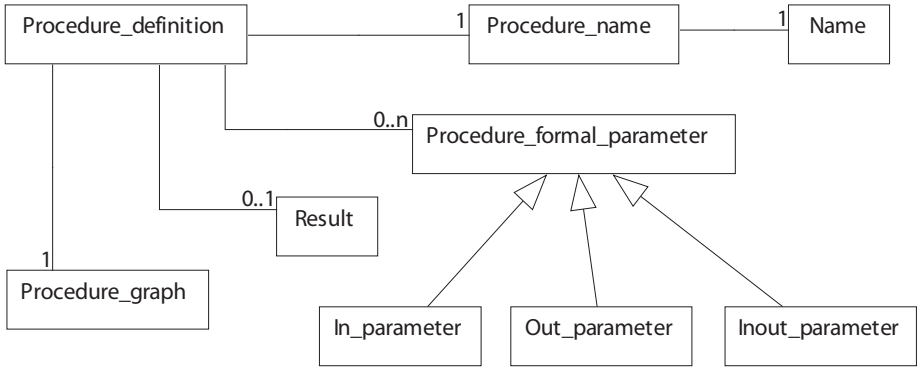 Procedure_definition
1
Procedure_name
1
Name
0..n
Procedure_formal_parameter
0..1
Result
1
Procedure_graph
In_parameter
Out_parameter
Inout_parameter